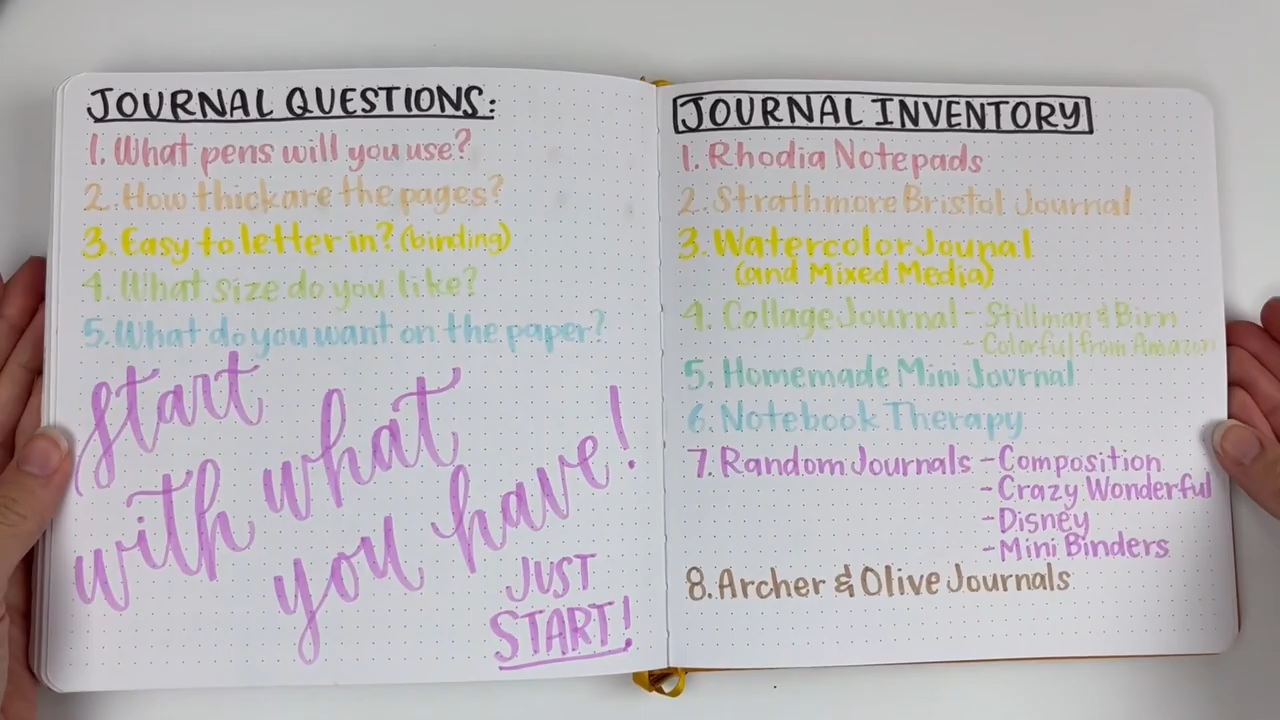 JOURNAL QUESTIONS:
1. What pens will you use?
2. How thick are the pages?
3. Easy to letter in? (binding)
4. What size do you like?
5. What do you want on the paper?
Start
with what
you have!
JUST
START!
JOURNAL INVENTORY
1. Rhodia Notepads
2. Strathmore Bristol Journal
3. Watercolor Jounal
(and Mixed Media)
4. Collage Journal - Stillman & Birn
- Colorful from Amazon
5. Homemade Mini Journal
6. Notebook Therapy
7. Random Journals - Composition
- Crazy Wonderful
- Disney
- Mini Binders
8. Archer & Olive Journals